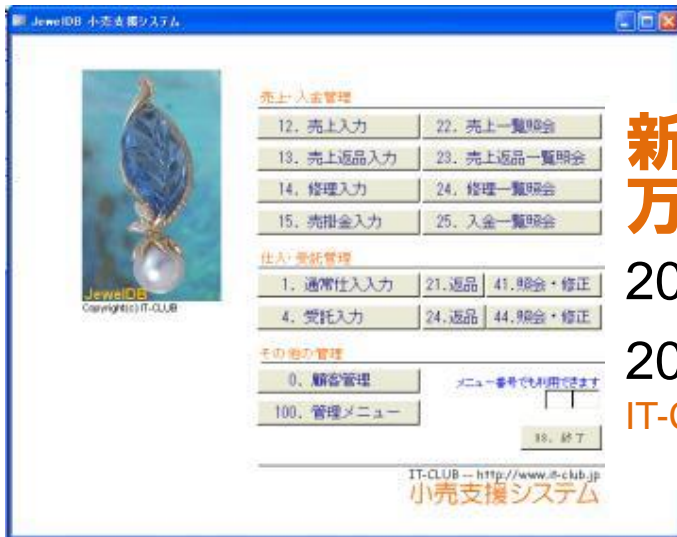 JewelDB 小売支援システム
売上・入金管理
12. 売上入力
22. 売上一覧照会
13. 売上返品入力
23. 売上返品一覧照会
14. 修理入力
24. 修理一覧照会
15. 売掛金入力
25. 入金一覧照会
仕入・受託管理
1. 通常仕入入力
21.返品
41.照会・修正
4. 受託入力
24.返品
44.照会・修正
その他の管理
0. 顧客管理
メニュー番号でも利用できます
100. 管理メニュー
99. 終了
JewelDB
Copyright(c) IT-CLUB
IT-CLUB -- http://www.it-club.jp
小売支援システム
新
万
20
20
IT-C